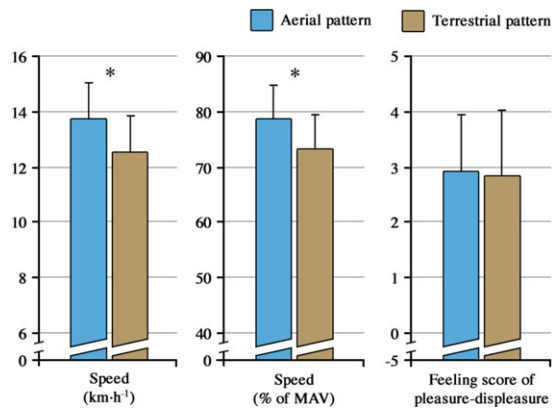 Aerial pattern
Terrestrial pattern
16
14
12
10
8
6
0
*
Speed
(km·h⁻¹)
90
80
70
60
50
40
0
*
Speed
(% of MAV)
5
4
3
2
1
0
-5
Feeling score of
pleasure-displeasure